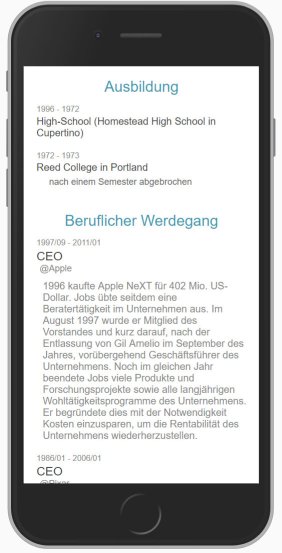 Ausbildung
1996 - 1972
High-School (Homestead High School in
Cupertino)
1972 - 1973
Reed College in Portland
nach einem Semester abgebrochen
Beruflicher Werdegang
1997/09 - 2011/01
CEO
@Apple
1996 kaufte Apple NeXT für 402 Mio. US-
Dollar. Jobs übte seitdem eine
Beratertätigkeit im Unternehmen aus. Im
August 1997 wurde er Mitglied des
Vorstandes und kurz darauf, nach der
Entlassung von Gil Amelio im September des
Jahres, vorübergehend Geschäftsführer des
Unternehmens. Noch im gleichen Jahr
beendete Jobs viele Produkte und
Forschungsprojekte sowie alle langjährigen
Wohltätigkeitsprogramme des Unternehmens.
Er begründete dies mit der Notwendigkeit
Kosten einzusparen, um die Rentabilität des
Unternehmens wiederherzustellen.
1986/01 - 2006/01
CEO
@Pixar